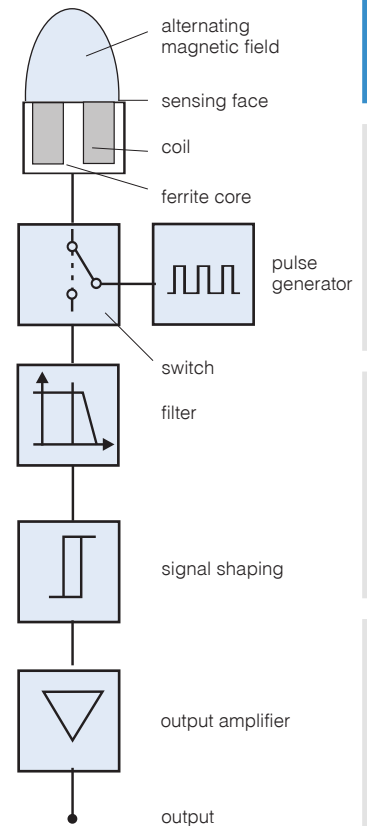 alternating
magnetic field
sensing face
coil
ferrite core
pulse
generator
switch
filter
signal shaping
output amplifier
output